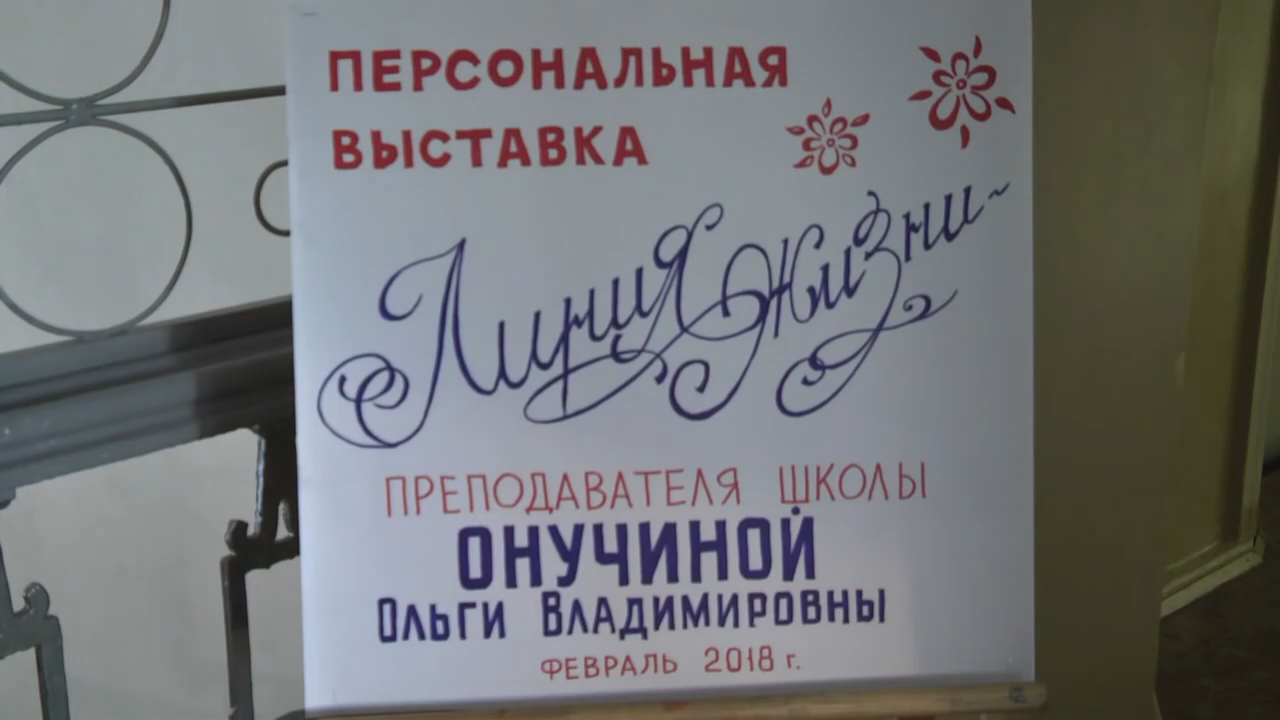 ПЕРСОНАЛЬНАЯ
ВЫСТАВКА
Линия жизни
ПРЕПОДАВАТЕЛЯ ШКОЛЫ
ОНУЧИНОЙ
ОЛЬГИ ВЛАДИМИРОВНЫ
ФЕВРАЛЬ 2018 г.